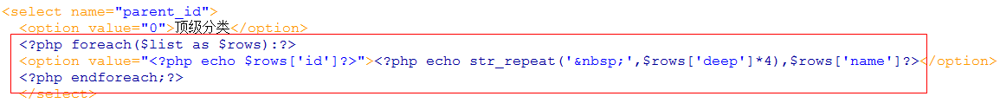 <select name="parent_id">
<option value="0">顶级分类</option>
<?php foreach($list as $rows):?>
<option value="<?php echo $rows['id']?>"><?php echo str_repeat('&nbsp;',$rows['deep']*4),$rows['name']?></option>
<?php endforeach;?>
</select>